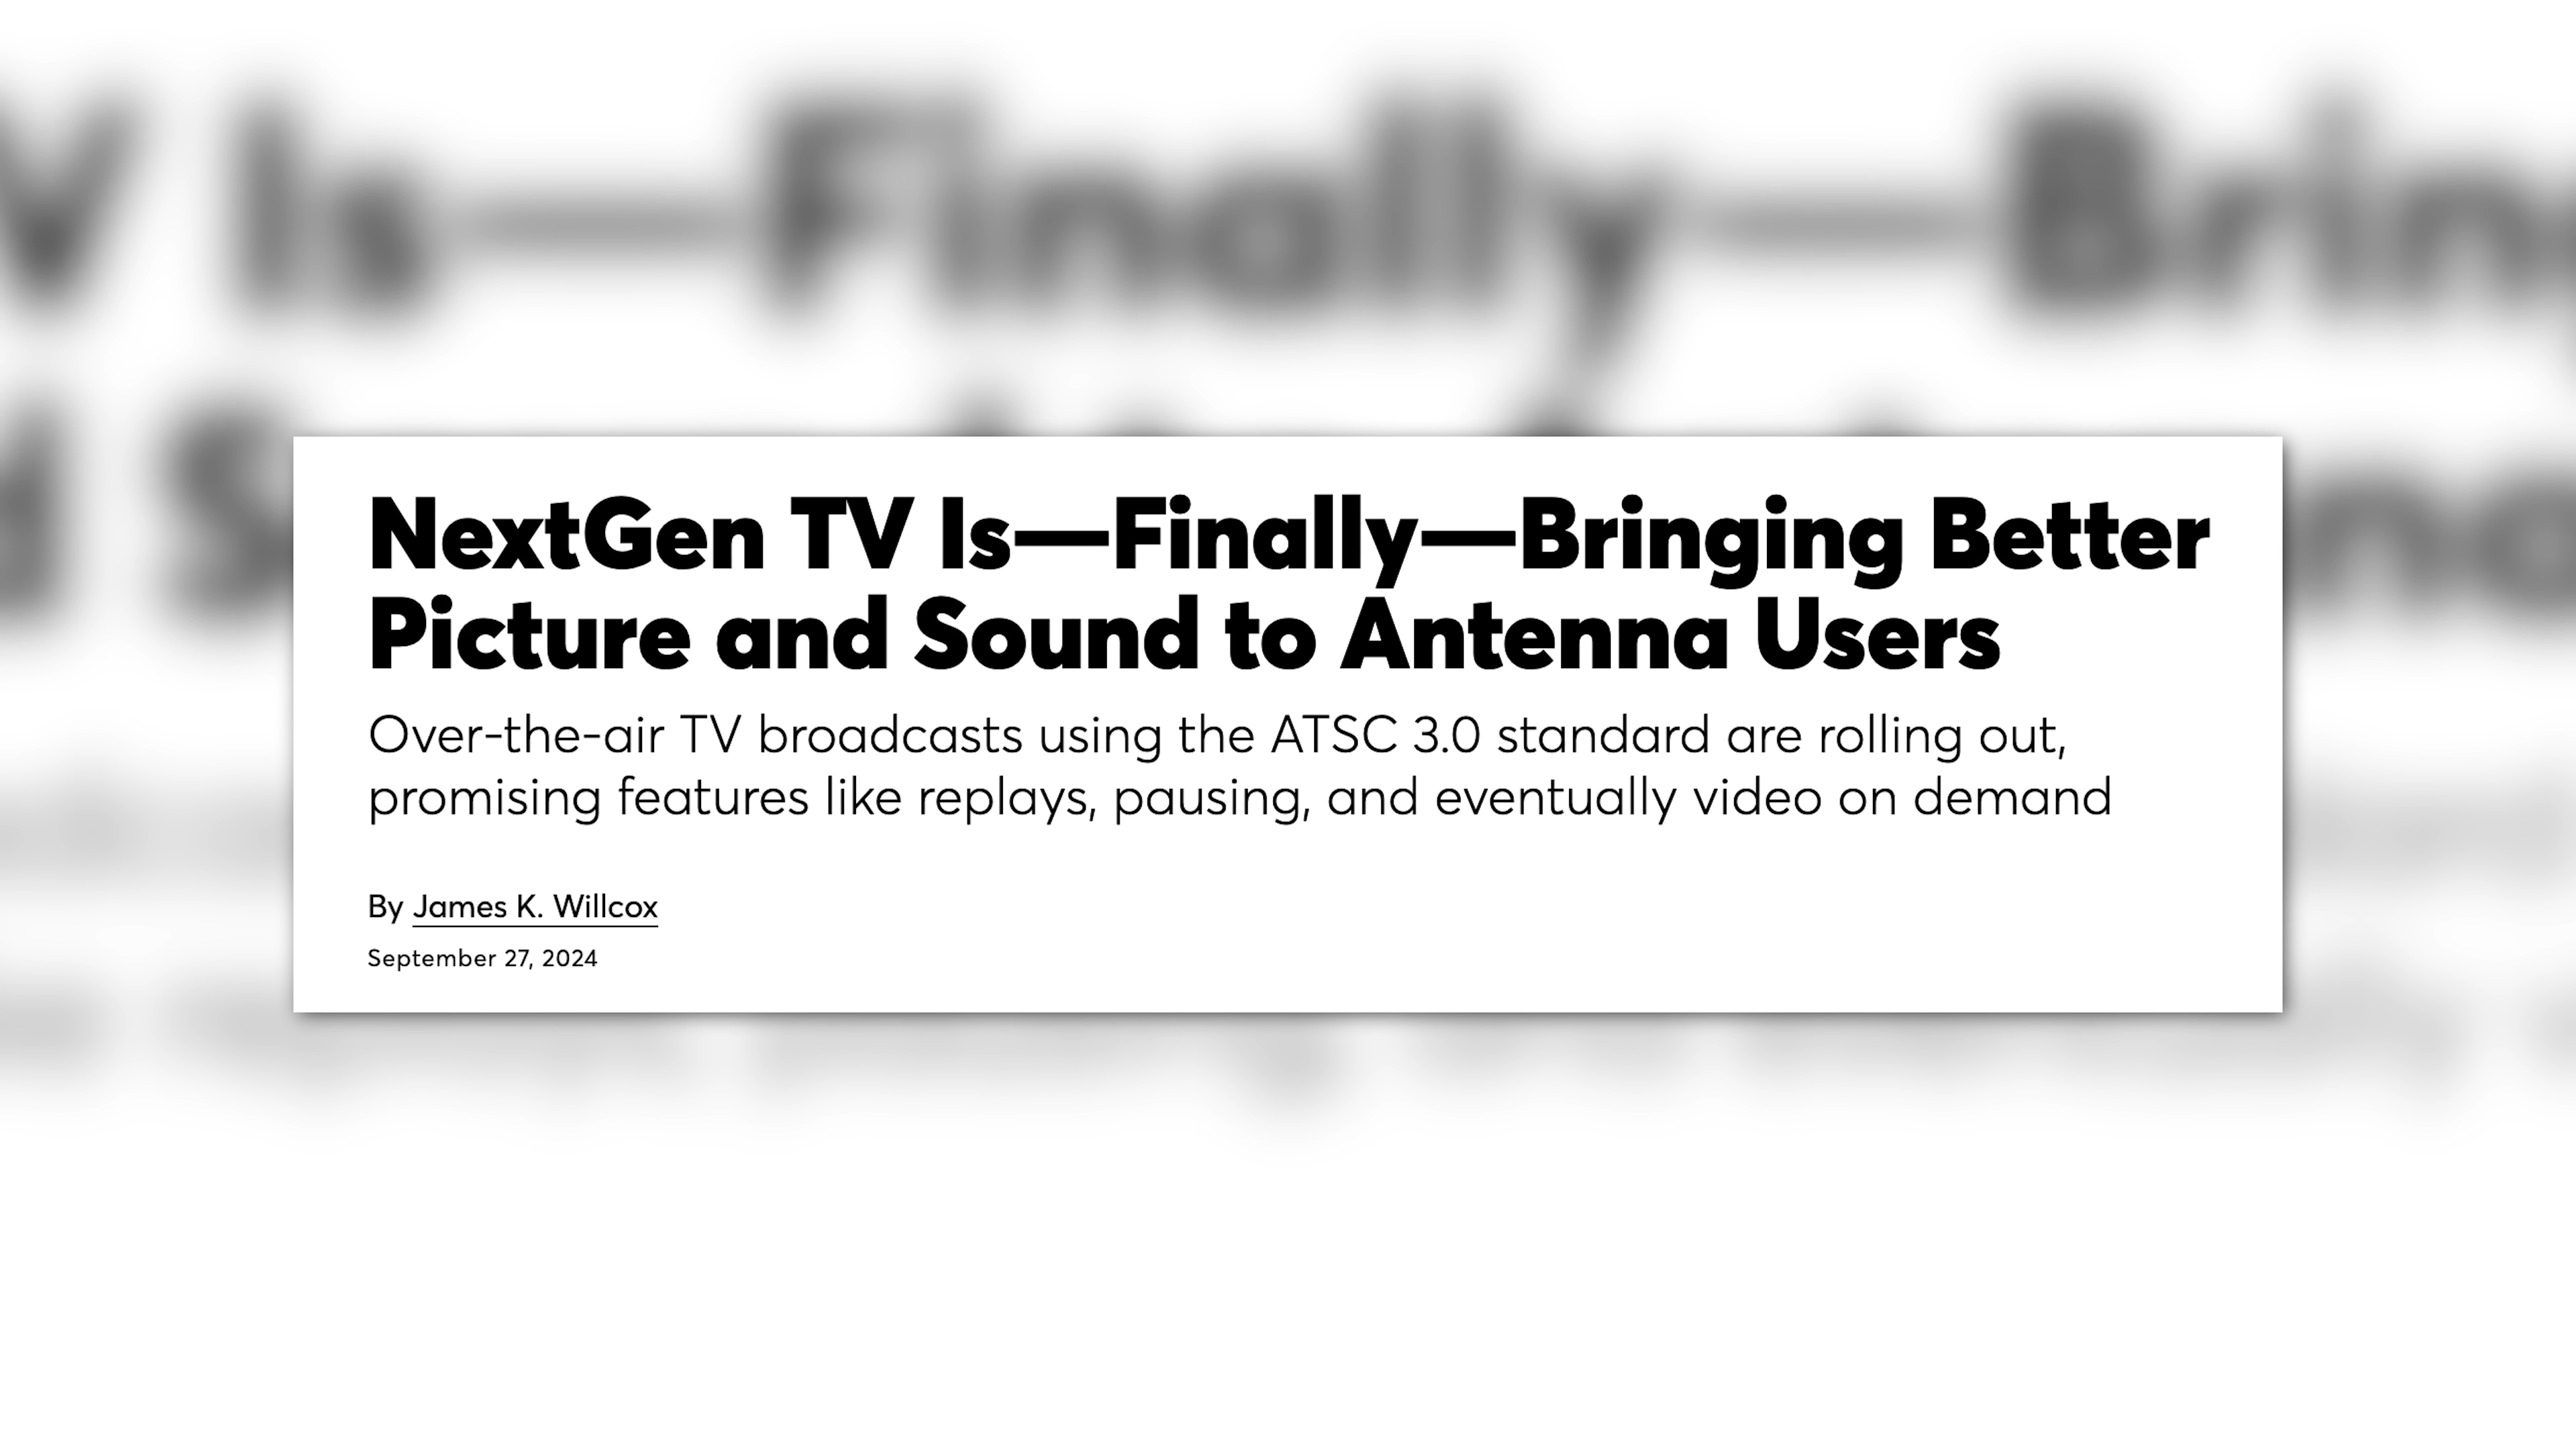 NextGen TV Is—Finally—Bringing Better
Picture and Sound to Antenna Users
Over-the-air TV broadcasts using the ATSC 3.0 standard are rolling out,
promising features like replays, pausing, and eventually video on demand
By James K. Willcox
September 27, 2024